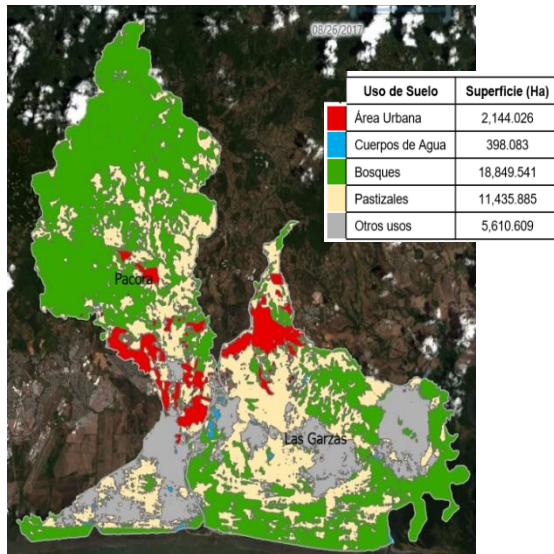 08/26/2017
Uso de Suelo Superficie (Ha)
Área Urbana 2,144.026
Cuerpos de Agua 398.083
Bosques 18,849.541
Pastizales 11,435.885
Otros usos 5,610.609
Pacora
Las Garzas